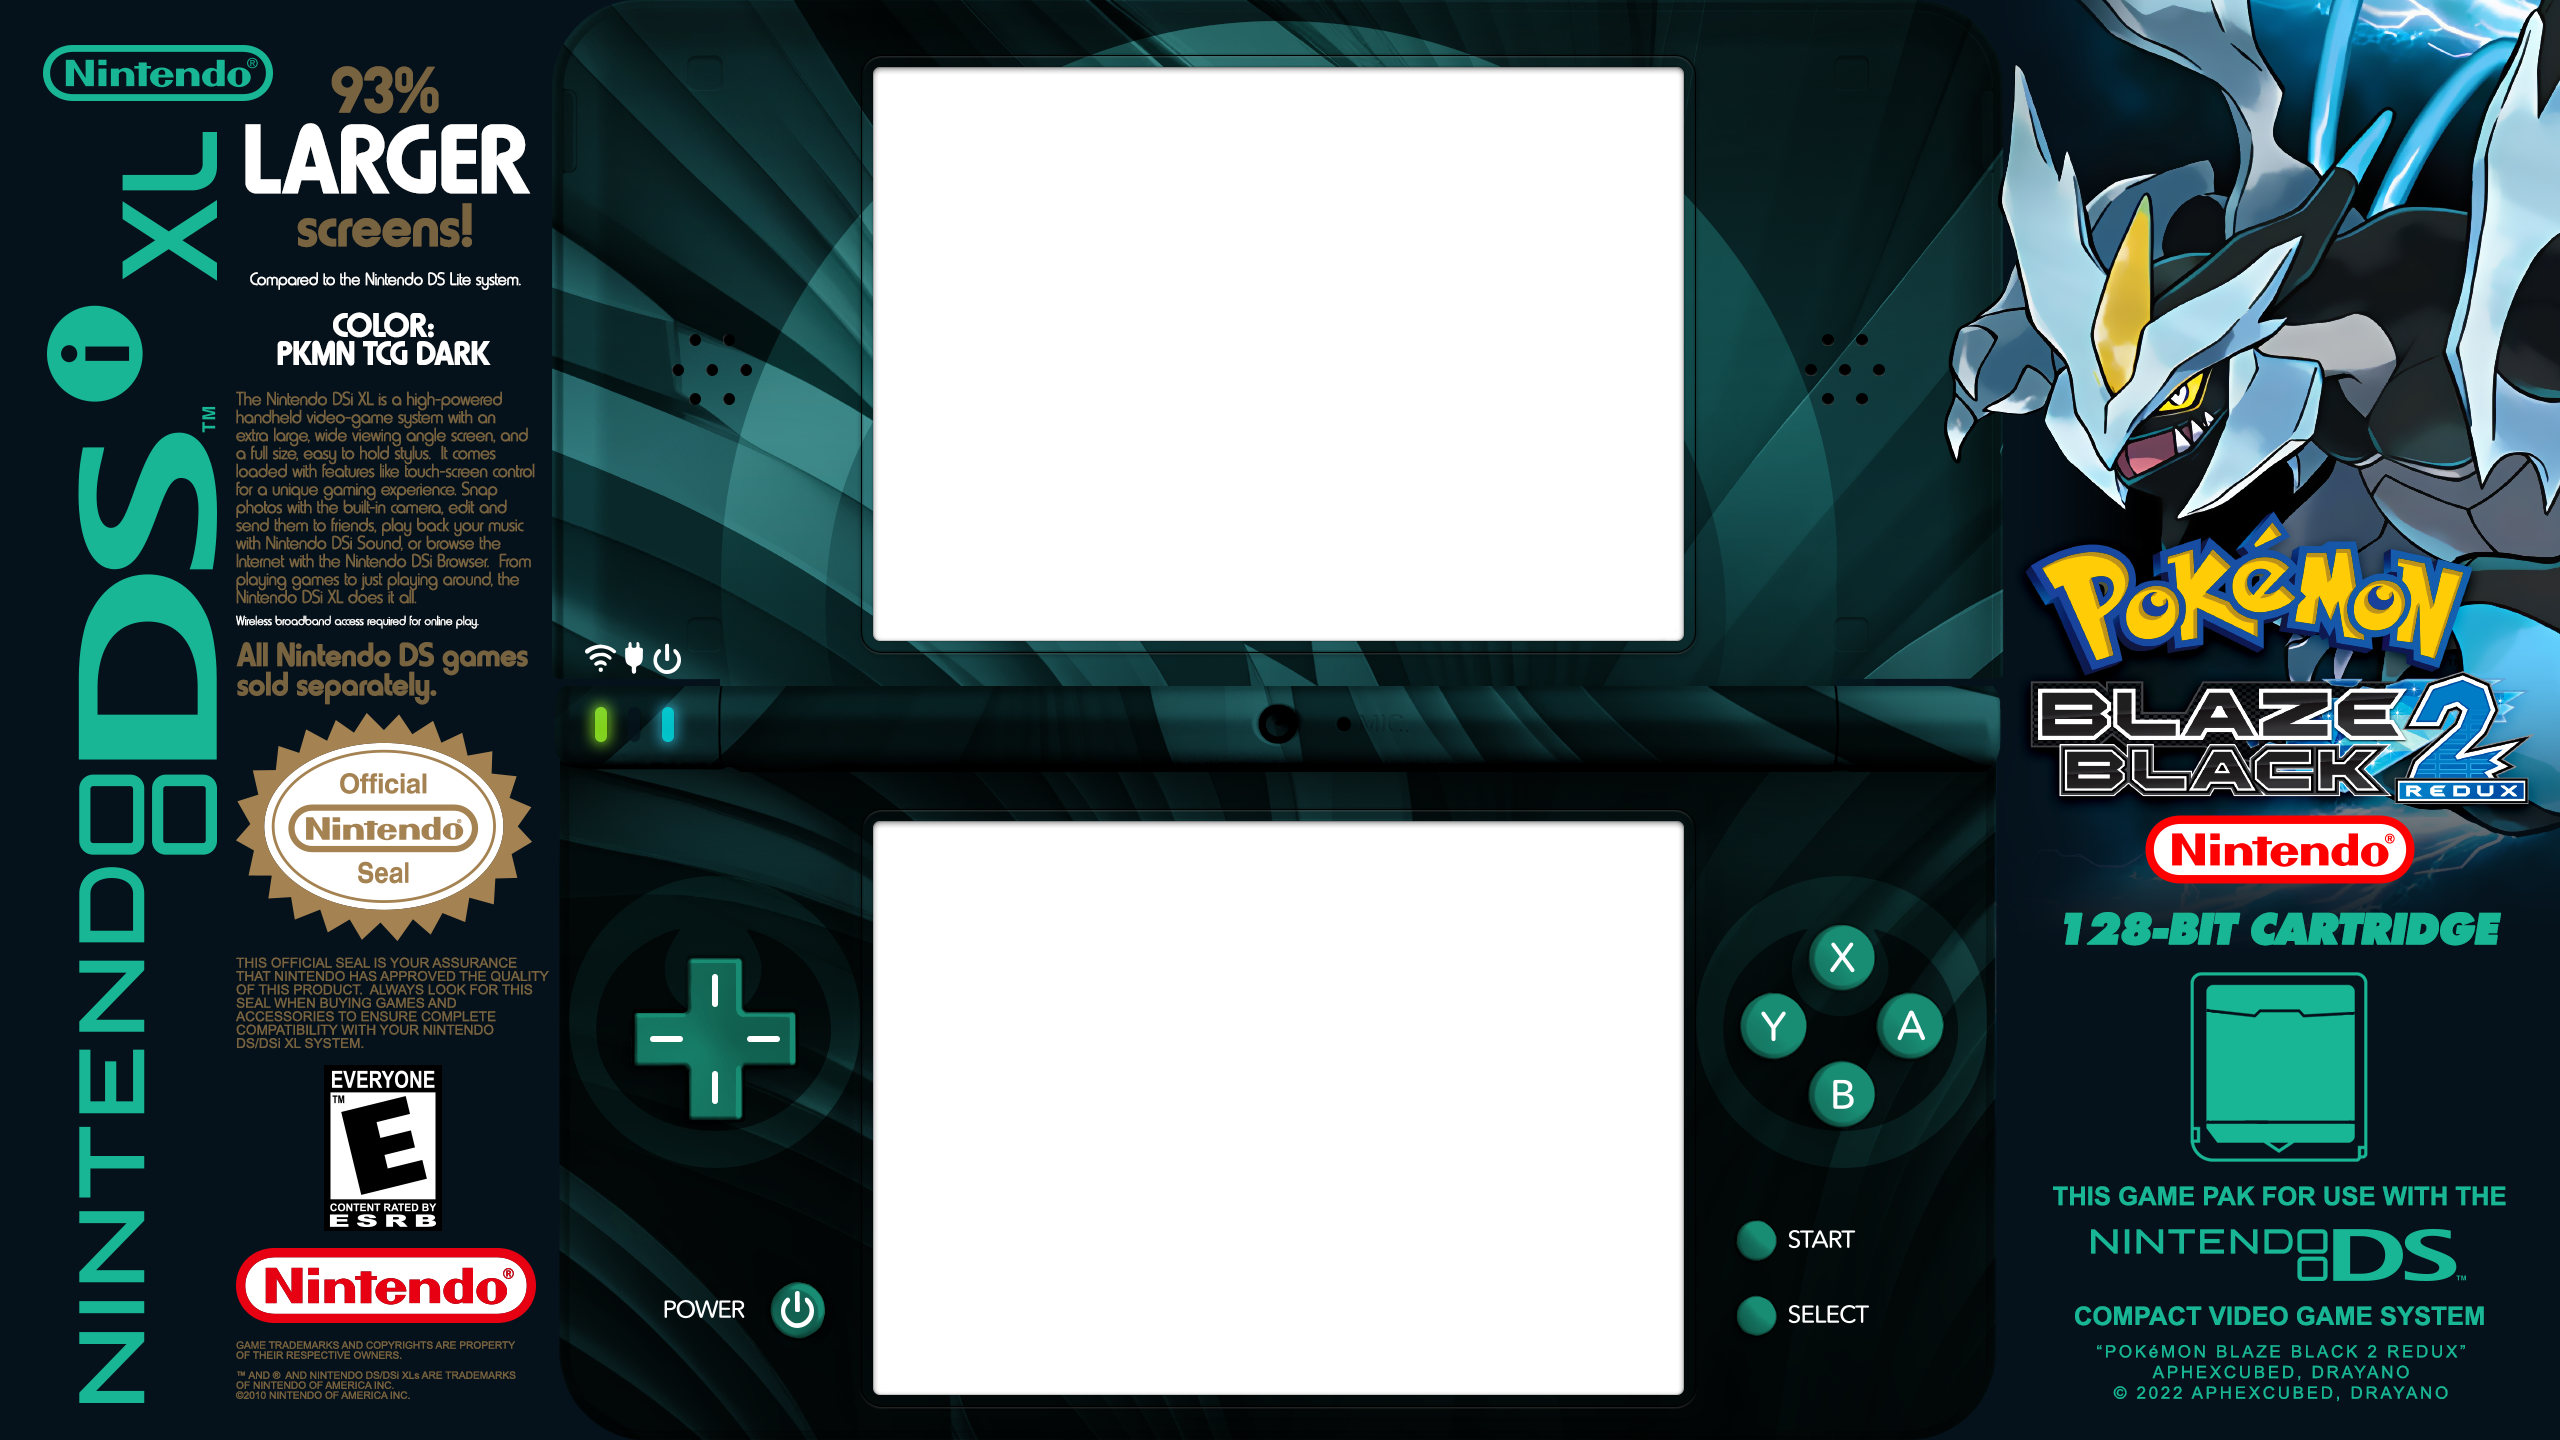 Nintendo®
NINTENDO DS i XL
™
93%
LARGER
screens!
Compared to the Nintendo DS Lite system.
COLOR:
PKMN TCG DARK
The Nintendo DSi XL is a high-powered
handheld video-game system with an
extra large, wide viewing angle screen, and
a full size, easy to hold stylus. It comes
loaded with features like touch-screen control
for a unique gaming experience. Snap
photos with the built-in camera, edit and
send them to friends, play back your music
with Nintendo DSi Sound, or browse the
Internet with the Nintendo DSi Browser. From
playing games to just playing around, the
Nintendo DSi XL does it all.
Wireless broadband access required for online play.
All Nintendo DS games
sold separately.
Official
Nintendo®
Seal
THIS OFFICIAL SEAL IS YOUR ASSURANCE
THAT NINTENDO HAS APPROVED THE QUALITY
OF THIS PRODUCT. ALWAYS LOOK FOR THIS
SEAL WHEN BUYING GAMES AND
ACCESSORIES TO ENSURE COMPLETE
COMPATIBILITY WITH YOUR NINTENDO
DS/DSi XL SYSTEM.
EVERYONE
™
E
CONTENT RATED BY
ESRB
Nintendo®
GAME TRADEMARKS AND COPYRIGHTS ARE PROPERTY
OF THEIR RESPECTIVE OWNERS.
™ AND ® AND NINTENDO DS/DSi XLs ARE TRADEMARKS
OF NINTENDO OF AMERICA INC.
©2010 NINTENDO OF AMERICA INC.
MIC.
X
Y
A
B
START
SELECT
POWER
POKéMON
BLAZE
BLACK 2
REDUX
Nintendo®
128-BIT CARTRIDGE
THIS GAME PAK FOR USE WITH THE
NINTENDO DS™
COMPACT VIDEO GAME SYSTEM
“POKéMON BLAZE BLACK 2 REDUX”
APHEXCUBED, DRAYANO
© 2022 APHEXCUBED, DRAYANO